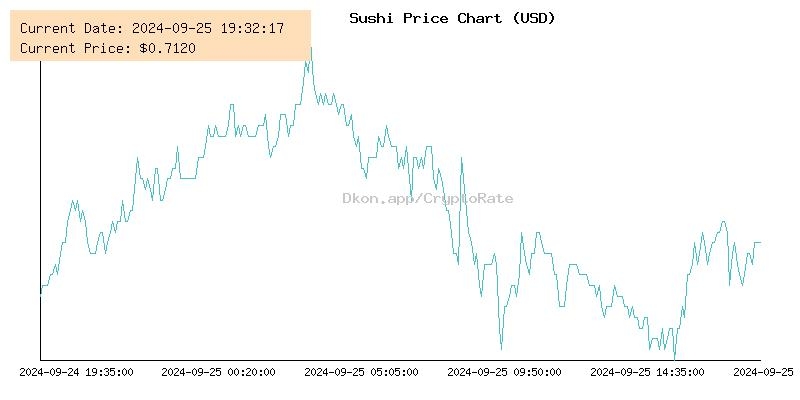 Sushi Price Chart (USD)
Current Date: 2024-09-25 19:32:17
Current Price: $0.7120
Dkon.app/CryptoRate
2024-09-24 19:35:00
2024-09-25 00:20:00
2024-09-25 05:05:00
2024-09-25 09:50:00
2024-09-25 14:35:00
2024-09-25